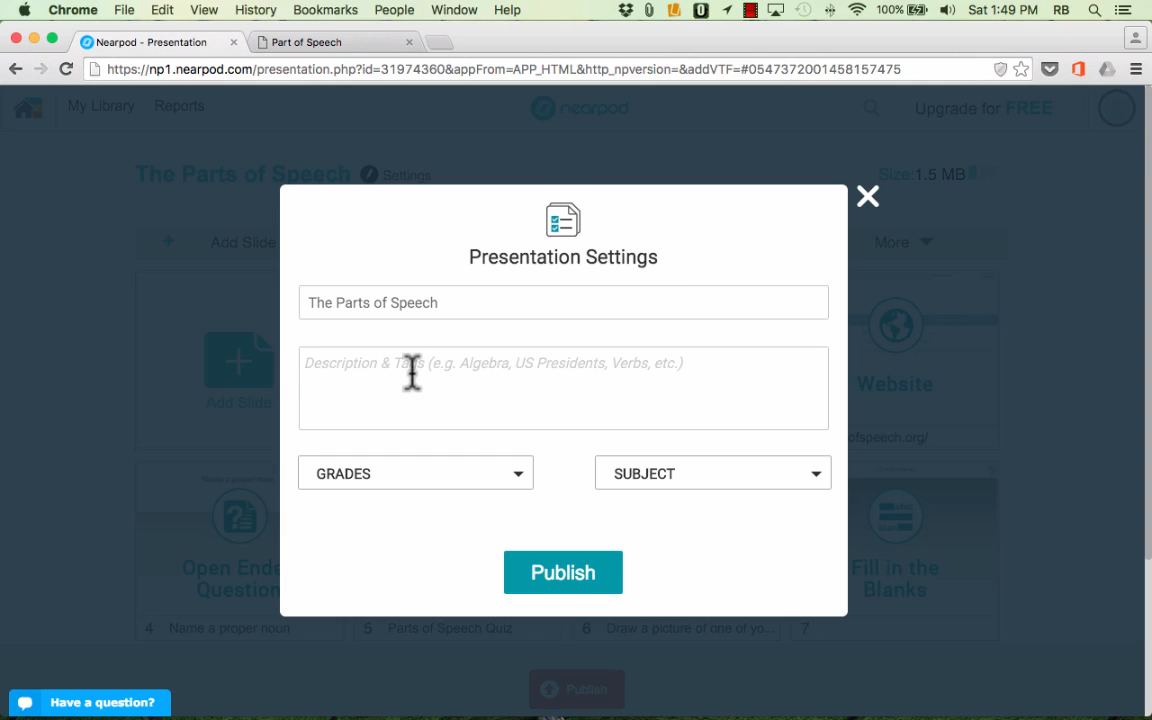 Chrome File Edit View History Bookmarks People Window Help 100% Sat 1:49 PM RB
Nearpod - Presentation Part of Speech
https://np1.nearpod.com/presentation.php?id=31974360&appFrom=APP_HTML&http_npversion=&addVTF=#0547372001458157475
My Library Reports nearpod Upgrade for FREE
The Parts of Speech Settings Size:1.5 MB
Add Slide More
Presentation Settings
The Parts of Speech
Description & Tags (e.g. Algebra, US Presidents, Verbs, etc.)
Add Slide
Website
ofspeech.org/
GRADES SUBJECT
Name a proper noun
Open Ended
Question
Fill in the
Blanks
Publish
4 Name a proper noun 5 Parts of Speech Quiz 6 Draw a picture of one of yo... 7
Publish
Have a question?